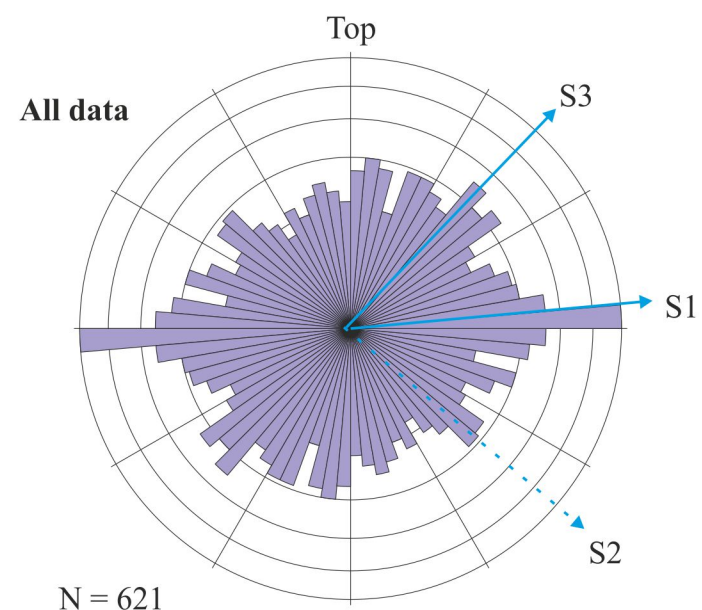 Top
All data
S3
S1
S2
N = 621